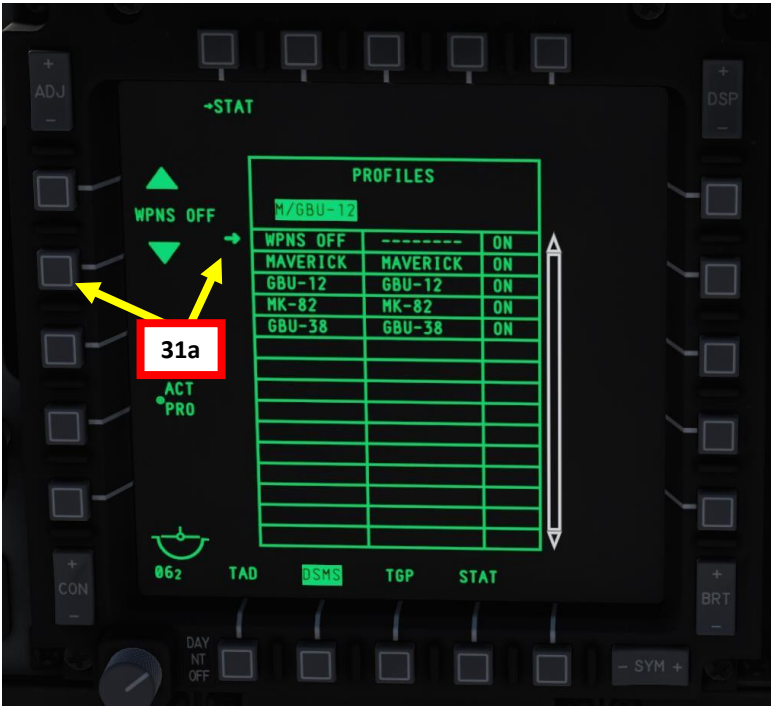 +
ADJ
-
+
DSP
-
→STAT
PROFILES
M/GBU-12
WPNS OFF
→
WPNS OFF -------- ON
MAVERICK MAVERICK ON
GBU-12 GBU-12 ON
MK-82 MK-82 ON
GBU-38 GBU-38 ON
31a
ACT
PRO
062 TAD DSMS TGP STAT
+
CON
-
+
BRT
-
DAY
NT
OFF
- SYM +